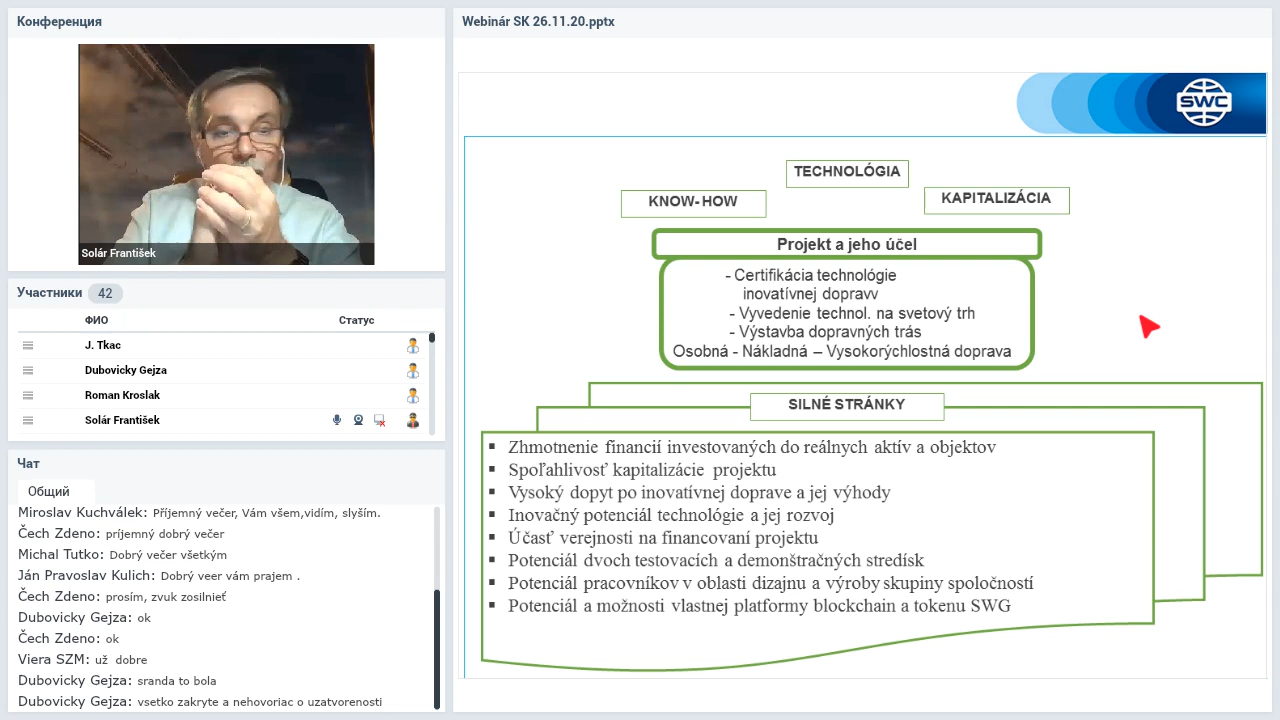 Конференция
Solár František
Участники 42
ФИО Статус
J. Tkac
Dubovicky Gejza
Roman Kroslak
Solár František
Чат
Общий
Miroslav Kuchválek: Příjemný večer, Vám všem,vidím, slyším.
Čech Zdeno: príjemný dobrý večer
Michal Tutko: Dobrý večer všetkým
Ján Pravoslav Kulich: Dobrý veer vám prajem .
Čech Zdeno: prosím, zvuk zosilnieť
Dubovicky Gejza: ok
Čech Zdeno: ok
Viera SZM: už dobre
Dubovicky Gejza: sranda to bola
Dubovicky Gejza: vsetko zakryte a nehovoriac o uzatvorenosti
Webinár SK 26.11.20.pptx
SWC
TECHNOLÓGIA
KNOW-HOW
KAPITALIZÁCIA
Projekt a jeho účel
- Certifikácia technológie
inovatívnej dopravv
- Vyvedenie technol. na svetový trh
- Výstavba dopravných trás
Osobná - Nákladná – Vysokorýchlostná doprava
SILNÉ STRÁNKY
▪ Zhmotnenie financií investovaných do reálnych aktív a objektov
▪ Spoľahlivosť kapitalizácie projektu
▪ Vysoký dopyt po inovatívnej doprave a jej výhody
▪ Inovačný potenciál technológie a jej rozvoj
▪ Účasť verejnosti na financovaní projektu
▪ Potenciál dvoch testovacích a demonštračných stredísk
▪ Potenciál pracovníkov v oblasti dizajnu a výroby skupiny spoločností
▪ Potenciál a možnosti vlastnej platformy blockchain a tokenu SWG